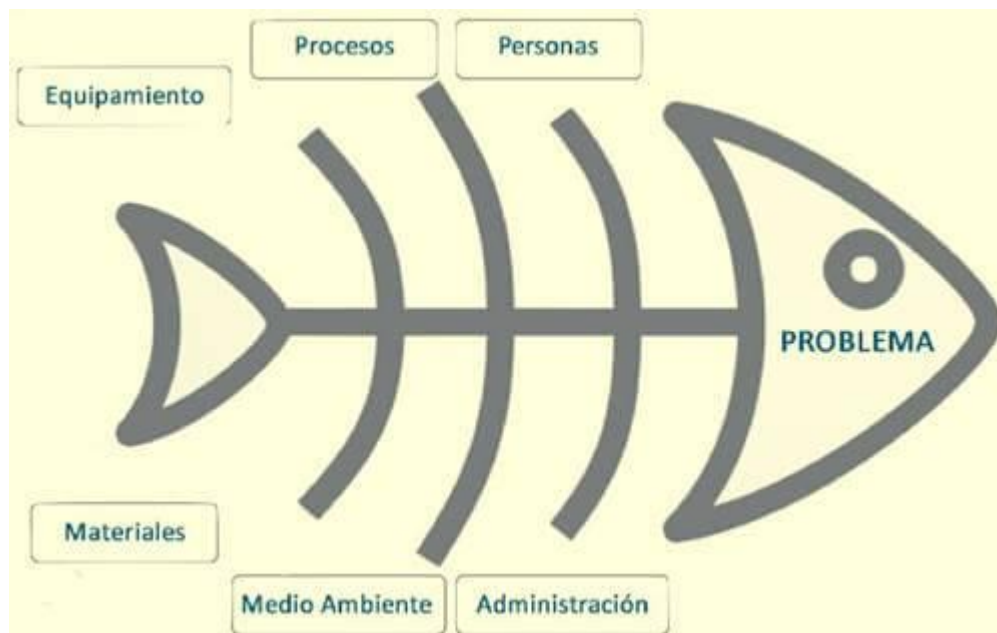 Procesos
Personas
Equipamiento
PROBLEMA
Materiales
Medio Ambiente
Administración